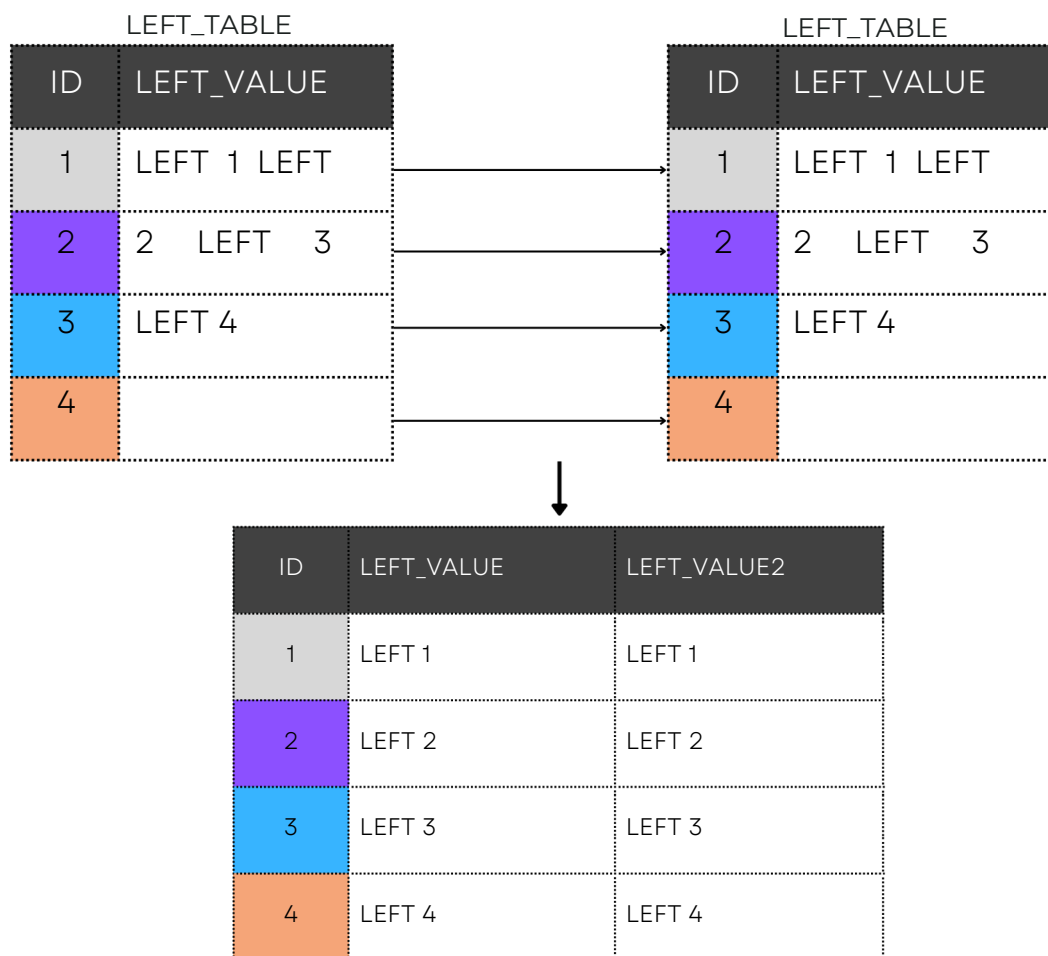 LEFT_TABLE
ID LEFT_VALUE
1 LEFT 1 LEFT
2 2 LEFT 3
3 LEFT 4
4
LEFT_TABLE
ID LEFT_VALUE
1 LEFT 1 LEFT
2 2 LEFT 3
3 LEFT 4
4
ID LEFT_VALUE LEFT_VALUE2
1 LEFT 1 LEFT 1
2 LEFT 2 LEFT 2
3 LEFT 3 LEFT 3
4 LEFT 4 LEFT 4